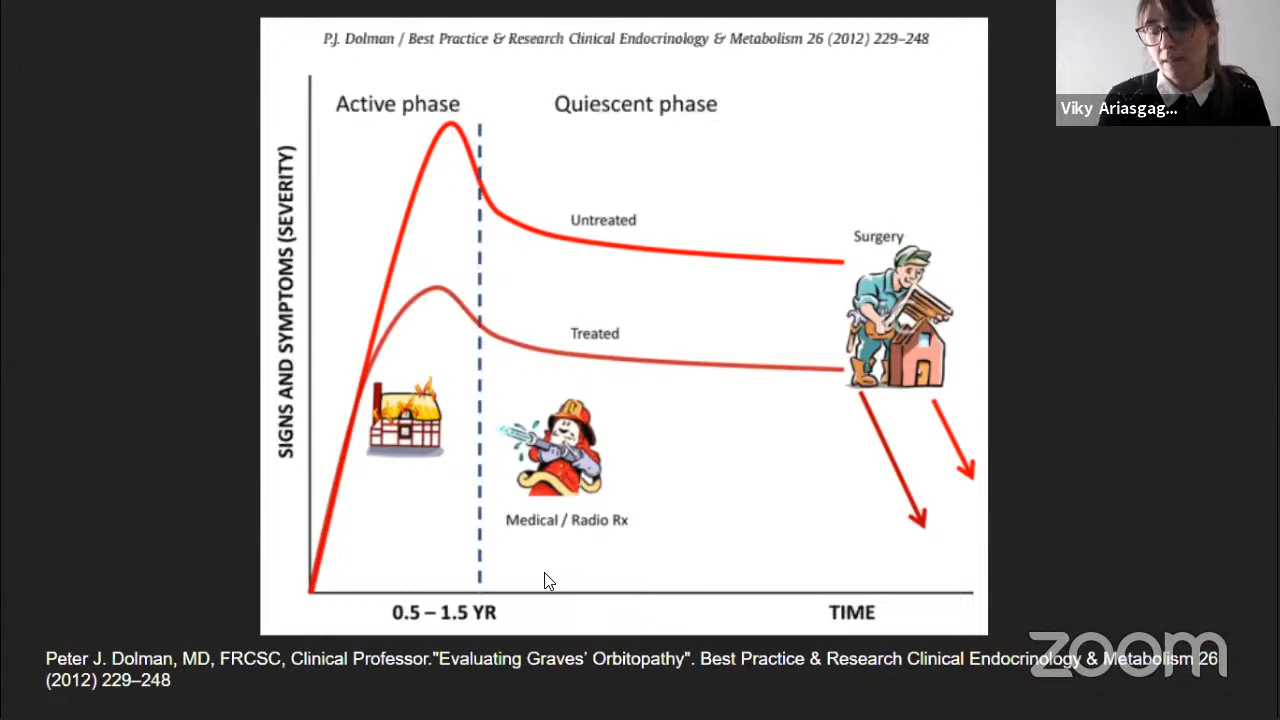 P.J. Dolman / Best Practice & Research Clinical Endocrinology & Metabolism 26 (2012) 229–248
Viky Ariasgag...
Active phase
Quiescent phase
SIGNS AND SYMPTOMS (SEVERITY)
Untreated
Surgery
Treated
Medical / Radio Rx
0.5 – 1.5 YR
TIME
zoom
Peter J. Dolman, MD, FRCSC, Clinical Professor."Evaluating Graves’ Orbitopathy". Best Practice & Research Clinical Endocrinology & Metabolism 26
(2012) 229–248